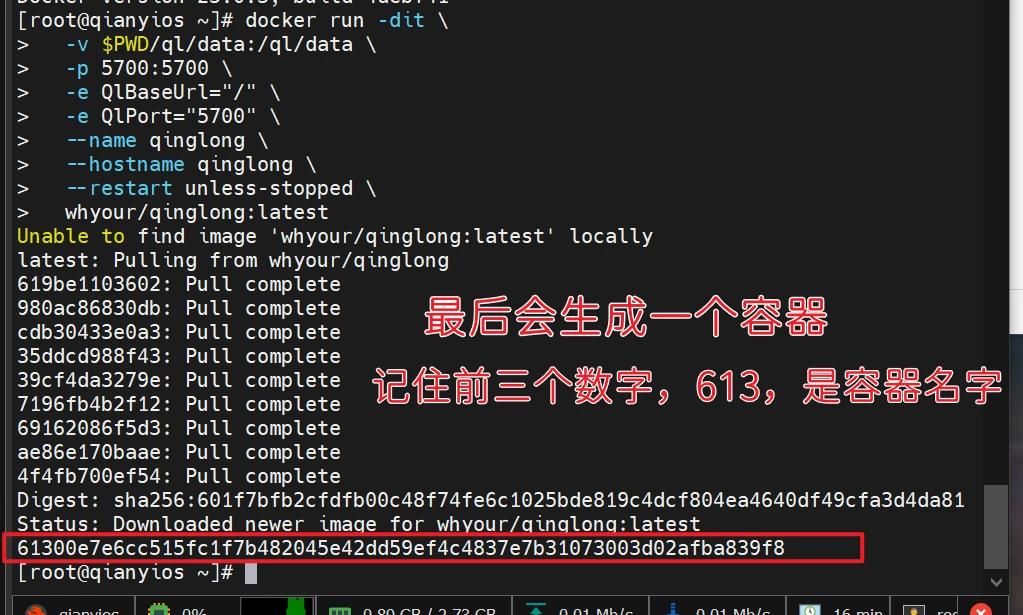 [root@qianyios ~]# docker run -dit \
>   -v $PWD/ql/data:/ql/data \
>   -p 5700:5700 \
>   -e QlBaseUrl="/" \
>   -e QlPort="5700" \
>   --name qinglong \
>   --hostname qinglong \
>   --restart unless-stopped \
>   whyour/qinglong:latest
Unable to find image 'whyour/qinglong:latest' locally
latest: Pulling from whyour/qinglong
619be1103602: Pull complete
980ac86830db: Pull complete
cdb30433e0a3: Pull complete
35ddcd988f43: Pull complete
39cf4da3279e: Pull complete
7196fb4b2f12: Pull complete
69162086f5d3: Pull complete
ae86e170baae: Pull complete
4f4fb700ef54: Pull complete
最后会生成一个容器
记住前三个数字，613，是容器名字
Digest: sha256:601f7bfb2cfdfb00c48f74fe6c1025bde819c4dcf804ea4640df49cfa3d4da81
Status: Downloaded newer image for whyour/qinglong:latest
61300e7e6cc515fc1f7b482045e42dd59ef4c4837e7b31073003d02afba839f8
[root@qianyios ~]#
qianyios 0% 0.80 GB / 2.73 GB 0.01 Mb/s 0.01 Mb/s 16 min